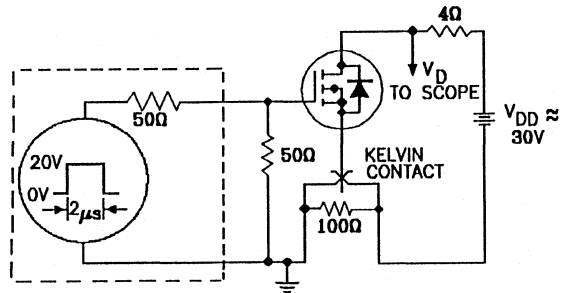 4Ω
V_D
TO SCOPE
V_DD ≈
30V
50Ω
50Ω
20V
0V
2μs
KELVIN
CONTACT
100Ω